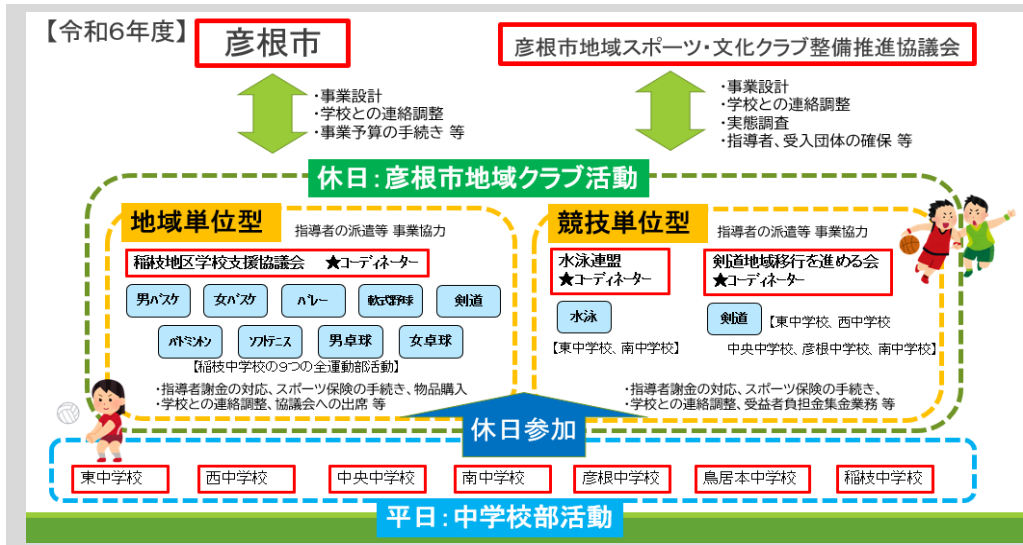 【令和6年度】
彦根市
彦根市地域スポーツ・文化クラブ整備推進協議会
・事業設計
・学校との連絡調整
・事業予算の手続き 等
・事業設計
・学校との連絡調整
・実態調査
・指導者、受入団体の確保 等
休日:彦根市地域クラブ活動
地域単位型
指導者の派遣等 事業協力
稲枝地区学校支援協議会 ★コーディネーター
男バスケ 女バスケ バレー 軟式野球 剣道
バドミントン ソフトテニス 男卓球 女卓球
【稲枝中学校の9つの全運動部活動】
・指導者謝金の対応、スポーツ保険の手続き、物品購入
・学校との連絡調整、協議会への出席 等
競技単位型
指導者の派遣等 事業協力
水泳連盟
★コーディネーター
水泳
【東中学校、南中学校】
剣道地域移行を進める会
★コーディネーター
剣道 【東中学校、西中学校
中央中学校、彦根中学校、南中学校】
・指導者謝金の対応、スポーツ保険の手続き、
・学校との連絡調整、受益者負担金集金業務 等
休日参加
東中学校 西中学校 中央中学校 南中学校 彦根中学校 鳥居本中学校 稲枝中学校
平日:中学校部活動